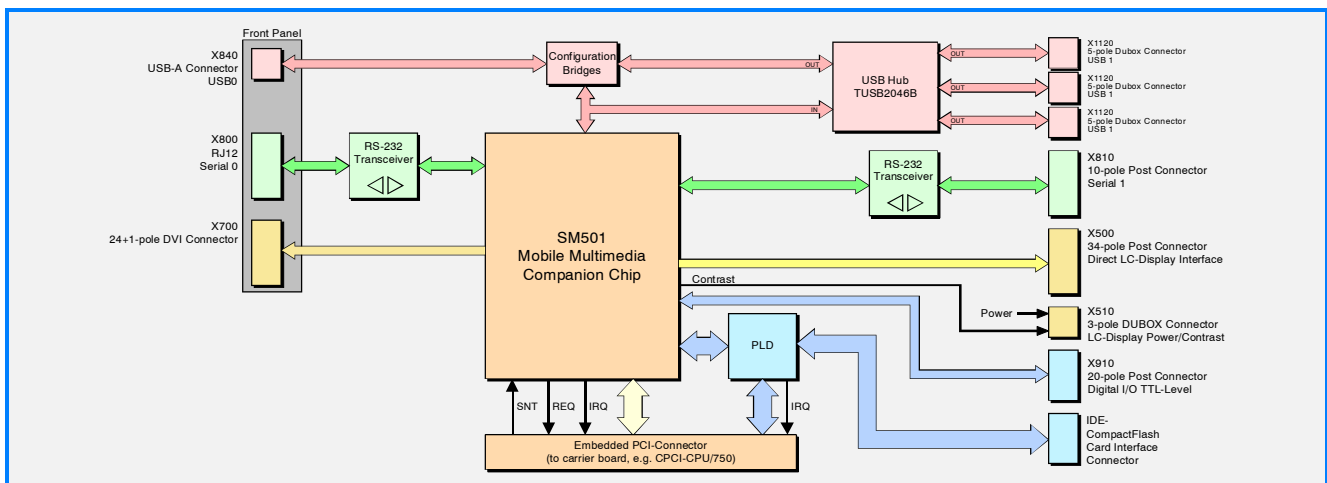 Front Panel
X840
USB-A Connector
USB0
X800
RJ12
Serial 0
X700
24+1-pole DVI Connector
RS-232
Transceiver
Configuration
Bridges
OUT
IN
USB Hub
TUSB2046B
OUT
OUT
OUT
X1120
5-pole Dubox Connector
USB 1
X1120
5-pole Dubox Connector
USB 1
X1120
5-pole Dubox Connector
USB 1
RS-232
Transceiver
X810
10-pole Post Connector
Serial 1
SM501
Mobile Multimedia
Companion Chip
X500
34-pole Post Connector
Direct LC-Display Interface
Contrast
Power
X510
3-pole DUBOX Connector
LC-Display Power/Contrast
PLD
X910
20-pole Post Connector
Digital I/O TTL-Level
SNT
REQ
IRQ
IRQ
IDE-
CompactFlash
Card Interface
Connector
Embedded PCI-Connector
(to carrier board, e.g. CPCI-CPU/750)